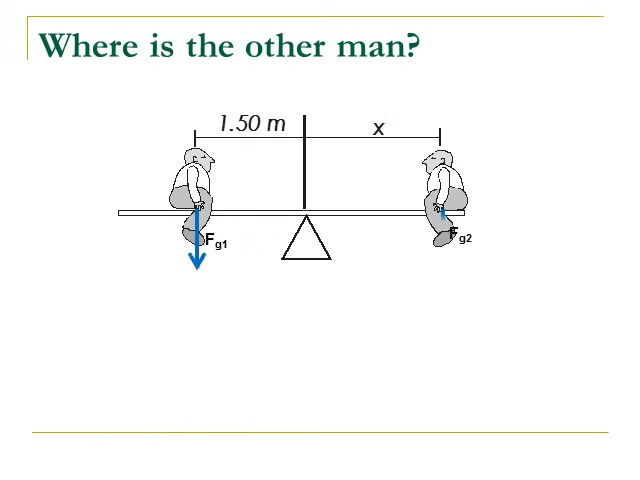 Where is the other man?
1.50 m
x
Fg1
Fg2